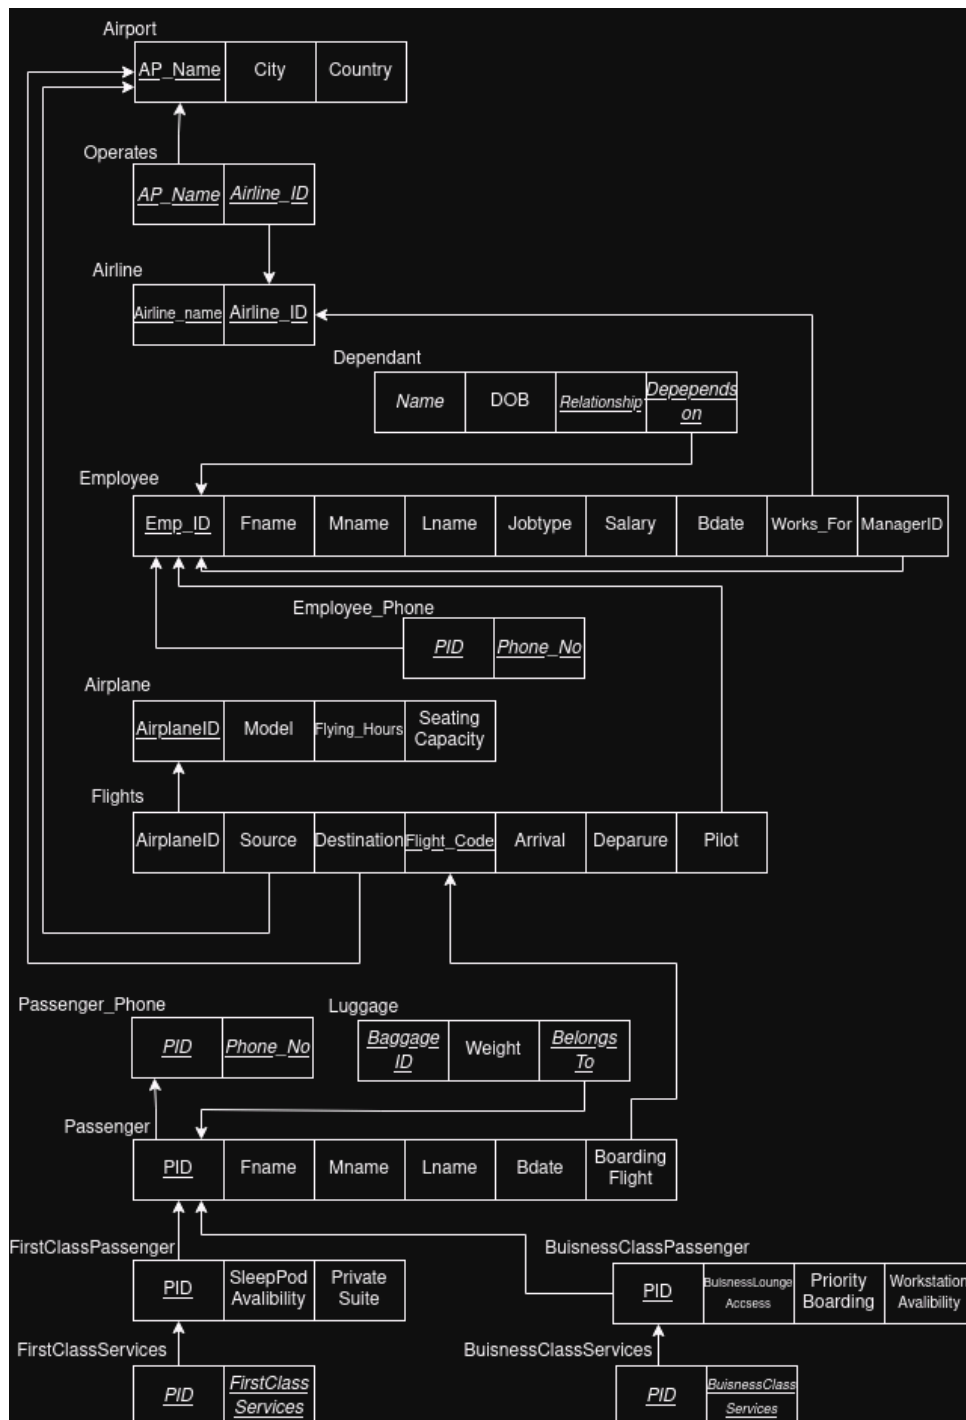 Airport
AP_Name City Country
Operates
AP_Name Airline_ID
Airline
Airline_name Airline_ID
Dependant
Name DOB Relationship Depepends
on
Employee
Emp_ID Fname Mname Lname Jobtype Salary Bdate Works_For ManagerID
Employee_Phone
PID Phone_No
Airplane
AirplaneID Model Flying_Hours Seating
Capacity
Flights
AirplaneID Source Destination Flight_Code Arrival Deparure Pilot
Passenger_Phone
PID Phone_No
Luggage
Baggage
ID
Weight
Belongs
To
Passenger
PID Fname Mname Lname Bdate Boarding
Flight
FirstClassPassenger
PID SleepPod
Avalibility
Private
Suite
BuisnessClassPassenger
PID BuisnessLounge
Accsess
Priority
Boarding
Workstation
Avalibility
FirstClassServices
PID FirstClass
Services
BuisnessClassServices
PID BuisnessClass
Services